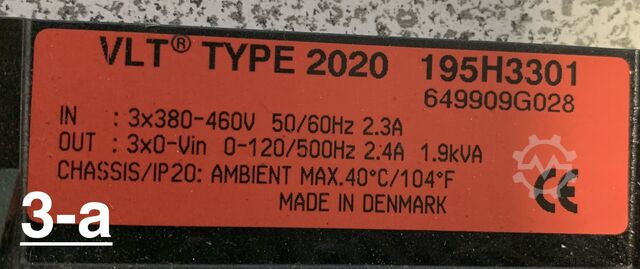 VLT® TYPE 2020 195H3301
649909G028
IN : 3x380-460V 50/60Hz 2.3A
OUT : 3x0-Vin 0-120/500Hz 2.4A 1.9kVA
CHASSIS/IP20: AMBIENT MAX.40°C/104°F
MADE IN DENMARK
CE
3-a